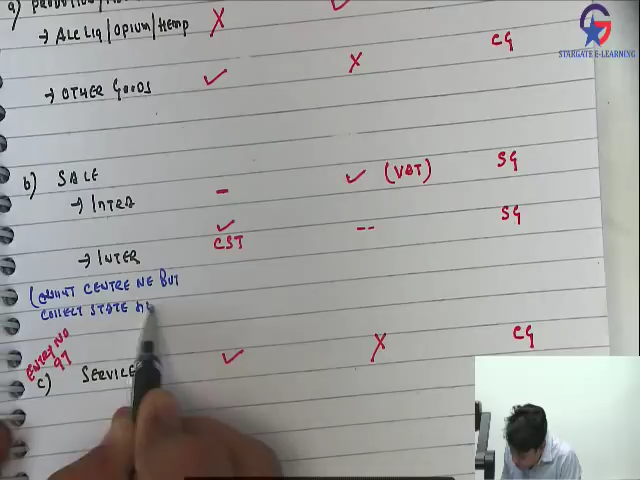 a) PRODUCTION
→ ALC LIQ/OPIUM/HEMP X CG
→ OTHER GOODS ✓ X
b) SALE
→ INTRA - ✓ (VAT) SG
→ INTER ✓ CST -- SG
(BANAYA CENTRE NE BUT
COLLECT STATE
ENTRY NO
97
c) SERVICE ✓ X CG
STARGATE E-LEARNING